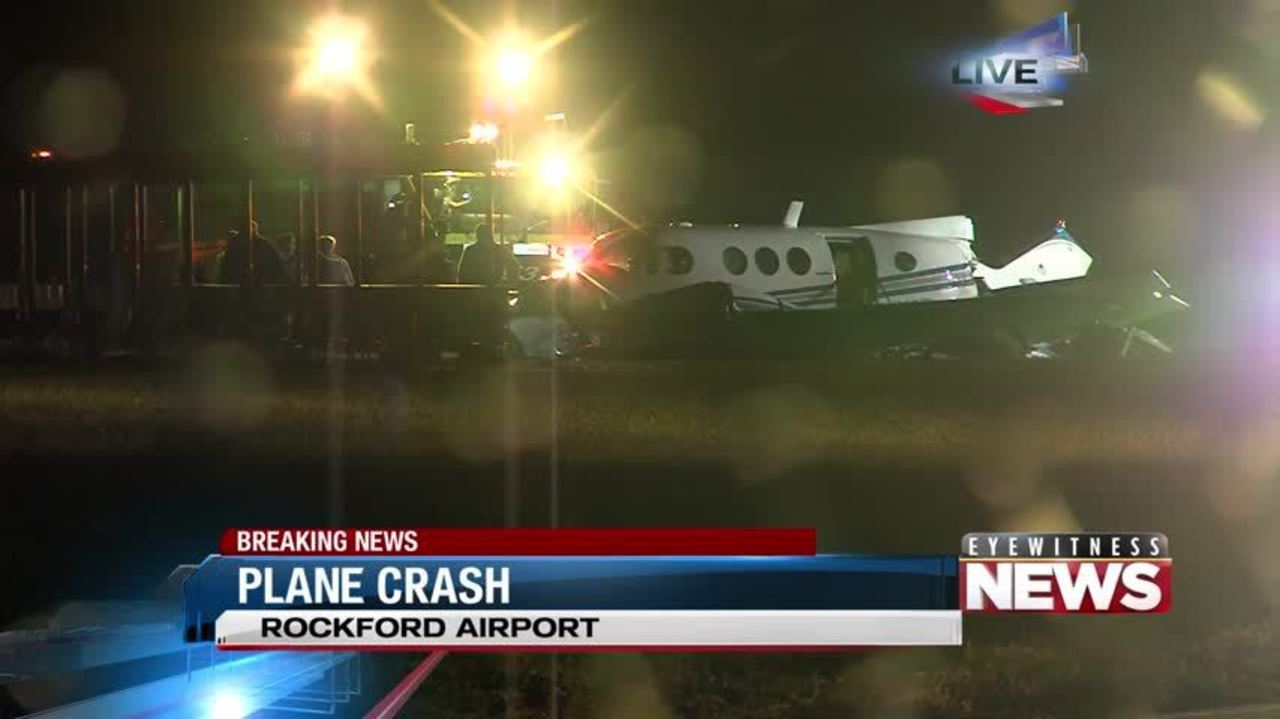 LIVE
BREAKING NEWS
PLANE CRASH
ROCKFORD AIRPORT
EYEWITNESS
NEWS